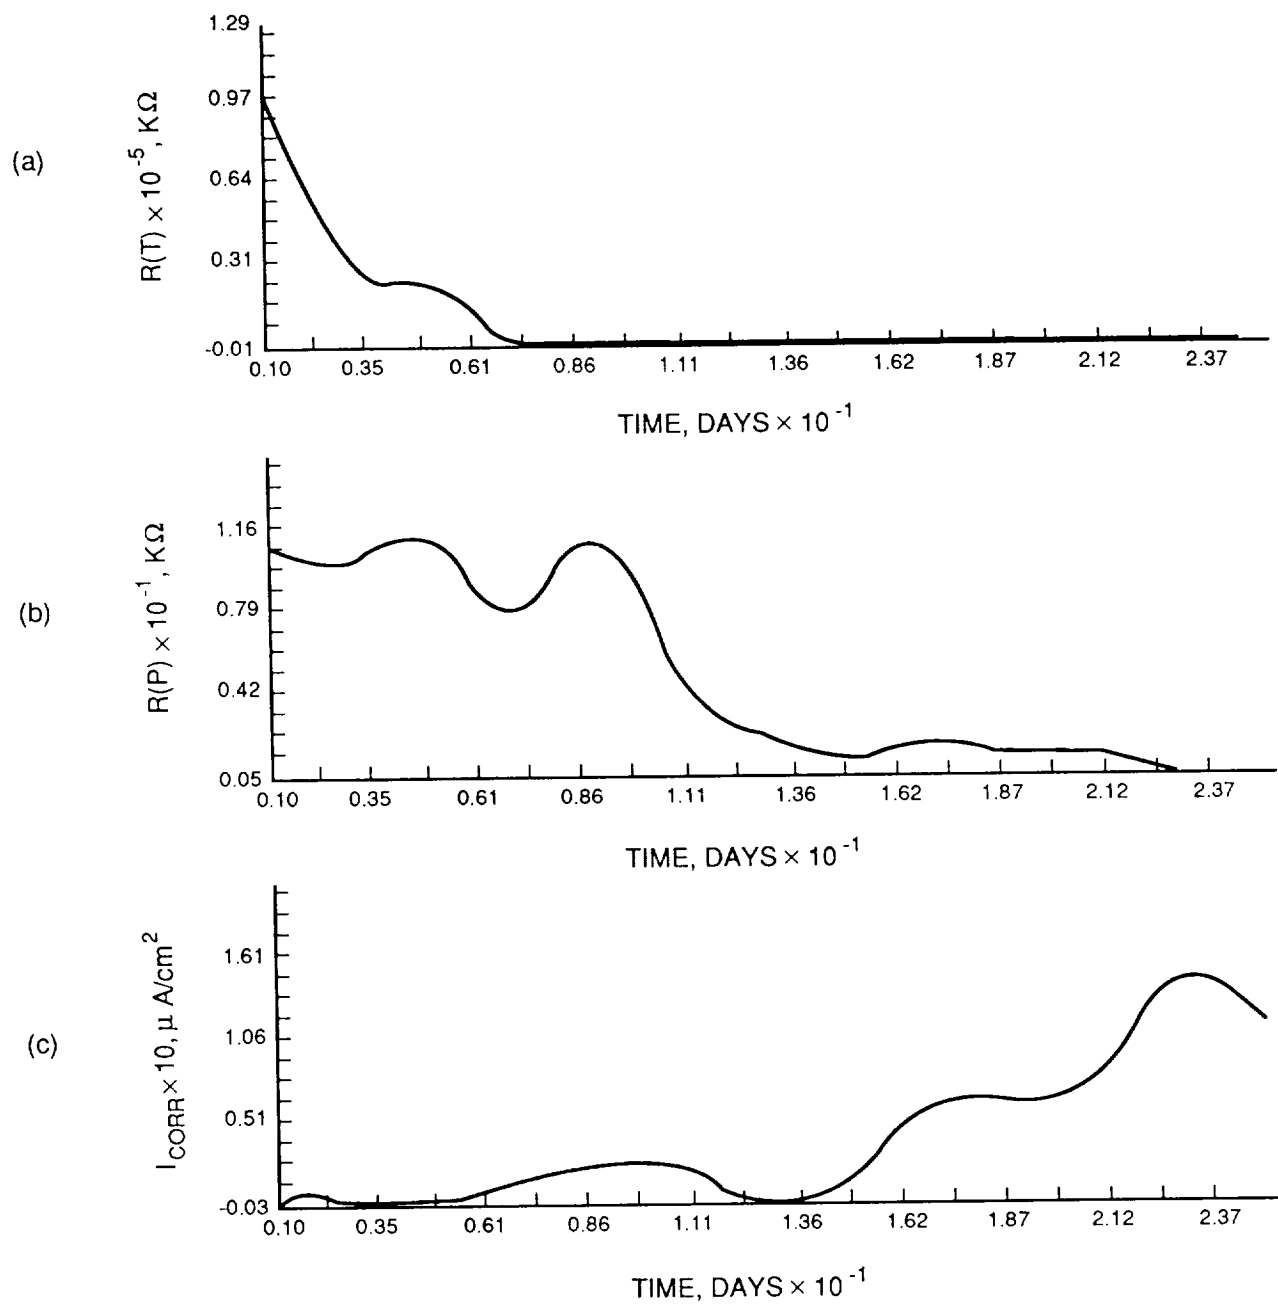 (a)
R(T) × 10⁻⁵, KΩ
1.29
0.97
0.64
0.31
-0.01
0.10 0.35 0.61 0.86 1.11 1.36 1.62 1.87 2.12 2.37
TIME, DAYS × 10⁻¹
(b)
R(P) × 10⁻¹, KΩ
1.16
0.79
0.42
0.05
0.10 0.35 0.61 0.86 1.11 1.36 1.62 1.87 2.12 2.37
TIME, DAYS × 10⁻¹
(c)
I_CORR × 10, μ A/cm²
1.61
1.06
0.51
-0.03
0.10 0.35 0.61 0.86 1.11 1.36 1.62 1.87 2.12 2.37
TIME, DAYS × 10⁻¹